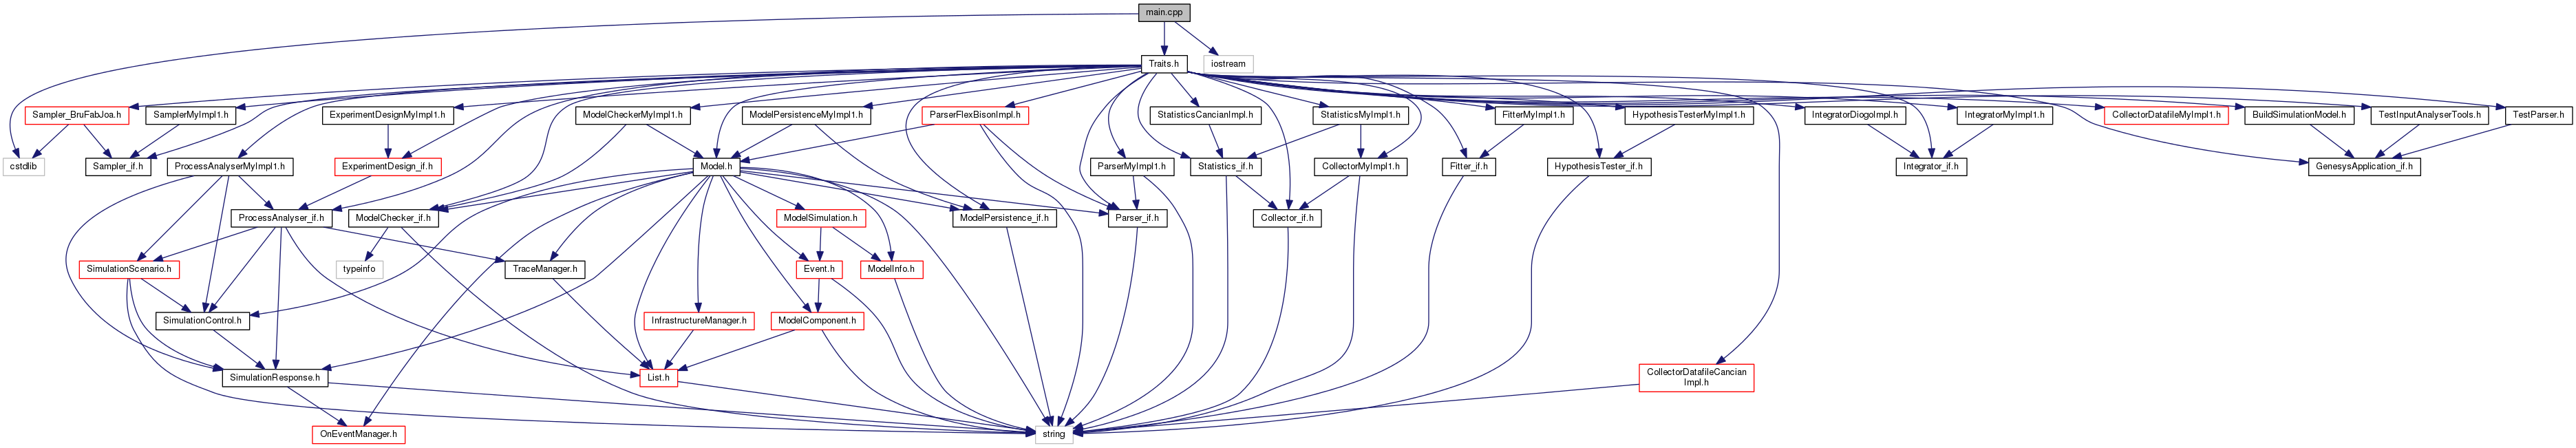 main.cpp
Traits.h
iostream
Sampler_BruFabJoa.h
SamplerMyImpl1.h
ExperimentDesignMyImpl1.h
ModelCheckerMyImpl1.h
ModelPersistenceMyImpl1.h
ParserFlexBisonImpl.h
StatisticsCancianImpl.h
StatisticsMyImpl1.h
FitterMyImpl1.h
HypothesisTesterMyImpl1.h
IntegratorDiogoImpl.h
IntegratorMyImpl1.h
CollectorDatafileMyImpl1.h
BuildSimulationModel.h
TestInputAnalyserTools.h
TestParser.h
cstdlib
Sampler_if.h
ProcessAnalyserMyImpl1.h
ExperimentDesign_if.h
Model.h
ParserMyImpl1.h
Statistics_if.h
CollectorMyImpl1.h
Fitter_if.h
HypothesisTester_if.h
Integrator_if.h
GenesysApplication_if.h
ProcessAnalyser_if.h
ModelChecker_if.h
ModelSimulation.h
ModelPersistence_if.h
Parser_if.h
Collector_if.h
SimulationScenario.h
typeinfo
TraceManager.h
Event.h
ModelInfo.h
SimulationControl.h
InfrastructureManager.h
ModelComponent.h
SimulationResponse.h
List.h
CollectorDatafileCancian
Impl.h
OnEventManager.h
string